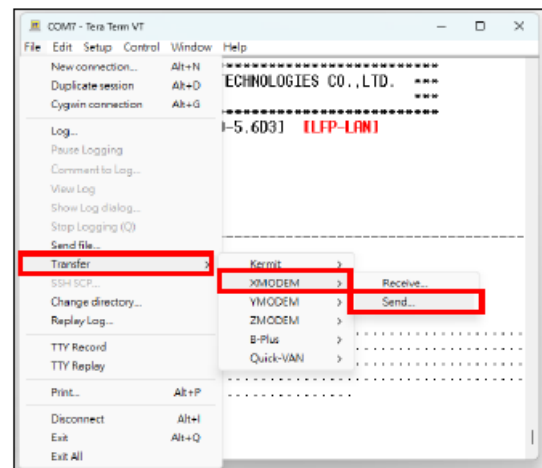 COM7 - Tera Term VT
File Edit Setup Control Window Help
New connection... Alt+N
Duplicate session Alt+D
Cygwin connection Alt+G
Log...
Pause Logging
Comment to Log...
View Log
Show Log dialog...
Stop Logging (Q)
Send file...
Transfer >
SSH SCP...
Change directory...
Replay Log...
TTY Record
TTY Replay
Print... Alt+P
Disconnect Alt+I
Exit Alt+Q
Exit All
Kermit >
XMODEM >
YMODEM >
ZMODEM >
B-Plus >
Quick-VAN >
Receive...
Send...
*************************
TECHNOLOGIES CO.,LTD. ***
***
*************************
-5.6D3] [LFP-LAN]